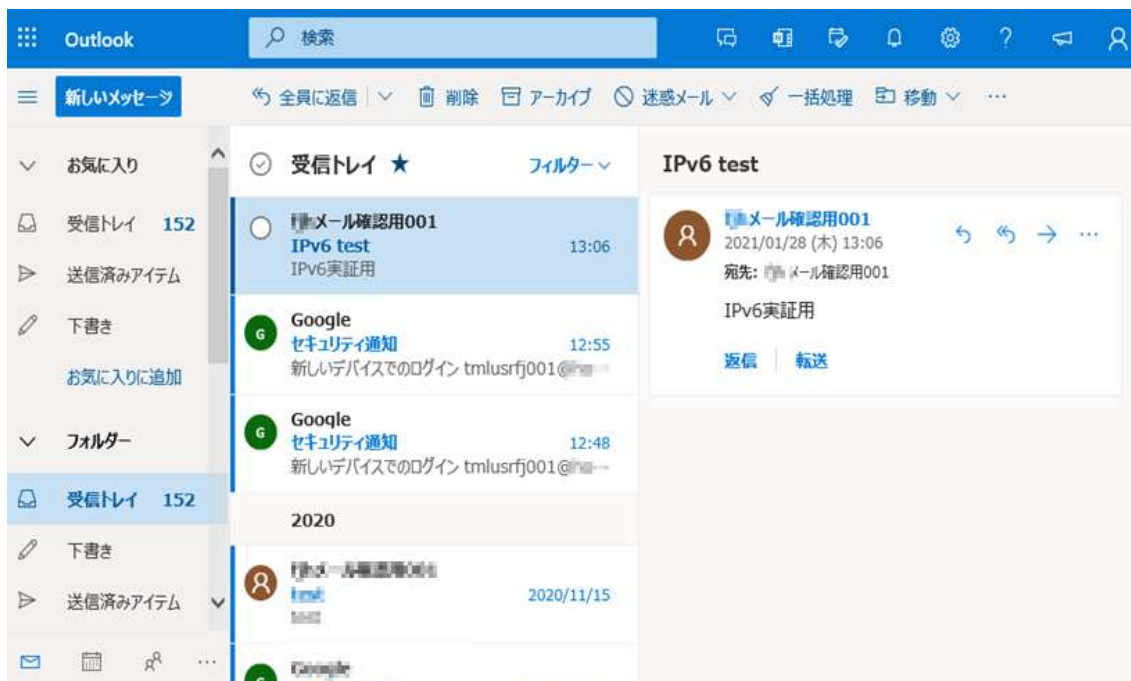 Outlook
検索
新しいメッセージ
全員に返信 削除 アーカイブ 迷惑メール 一括処理 移動 …
お気に入り
受信トレイ 152
送信済みアイテム
下書き
お気に入りに追加
フォルダー
受信トレイ 152
下書き
送信済みアイテム
受信トレイ ★ フィルター
メール確認用001
IPv6 test 13:06
IPv6実証用
G
Google
セキュリティ通知 12:55
新しいデバイスでのログイン tmlusrfj001@
G
Google
セキュリティ通知 12:48
新しいデバイスでのログイン tmlusrfj001@
2020
2020/11/15
IPv6 test
メール確認用001
2021/01/28 (木) 13:06
宛先: メール確認用001
IPv6実証用
返信 転送